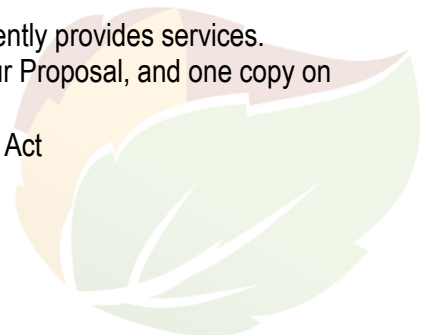 ently provides services.
ur Proposal, and one copy on
Act